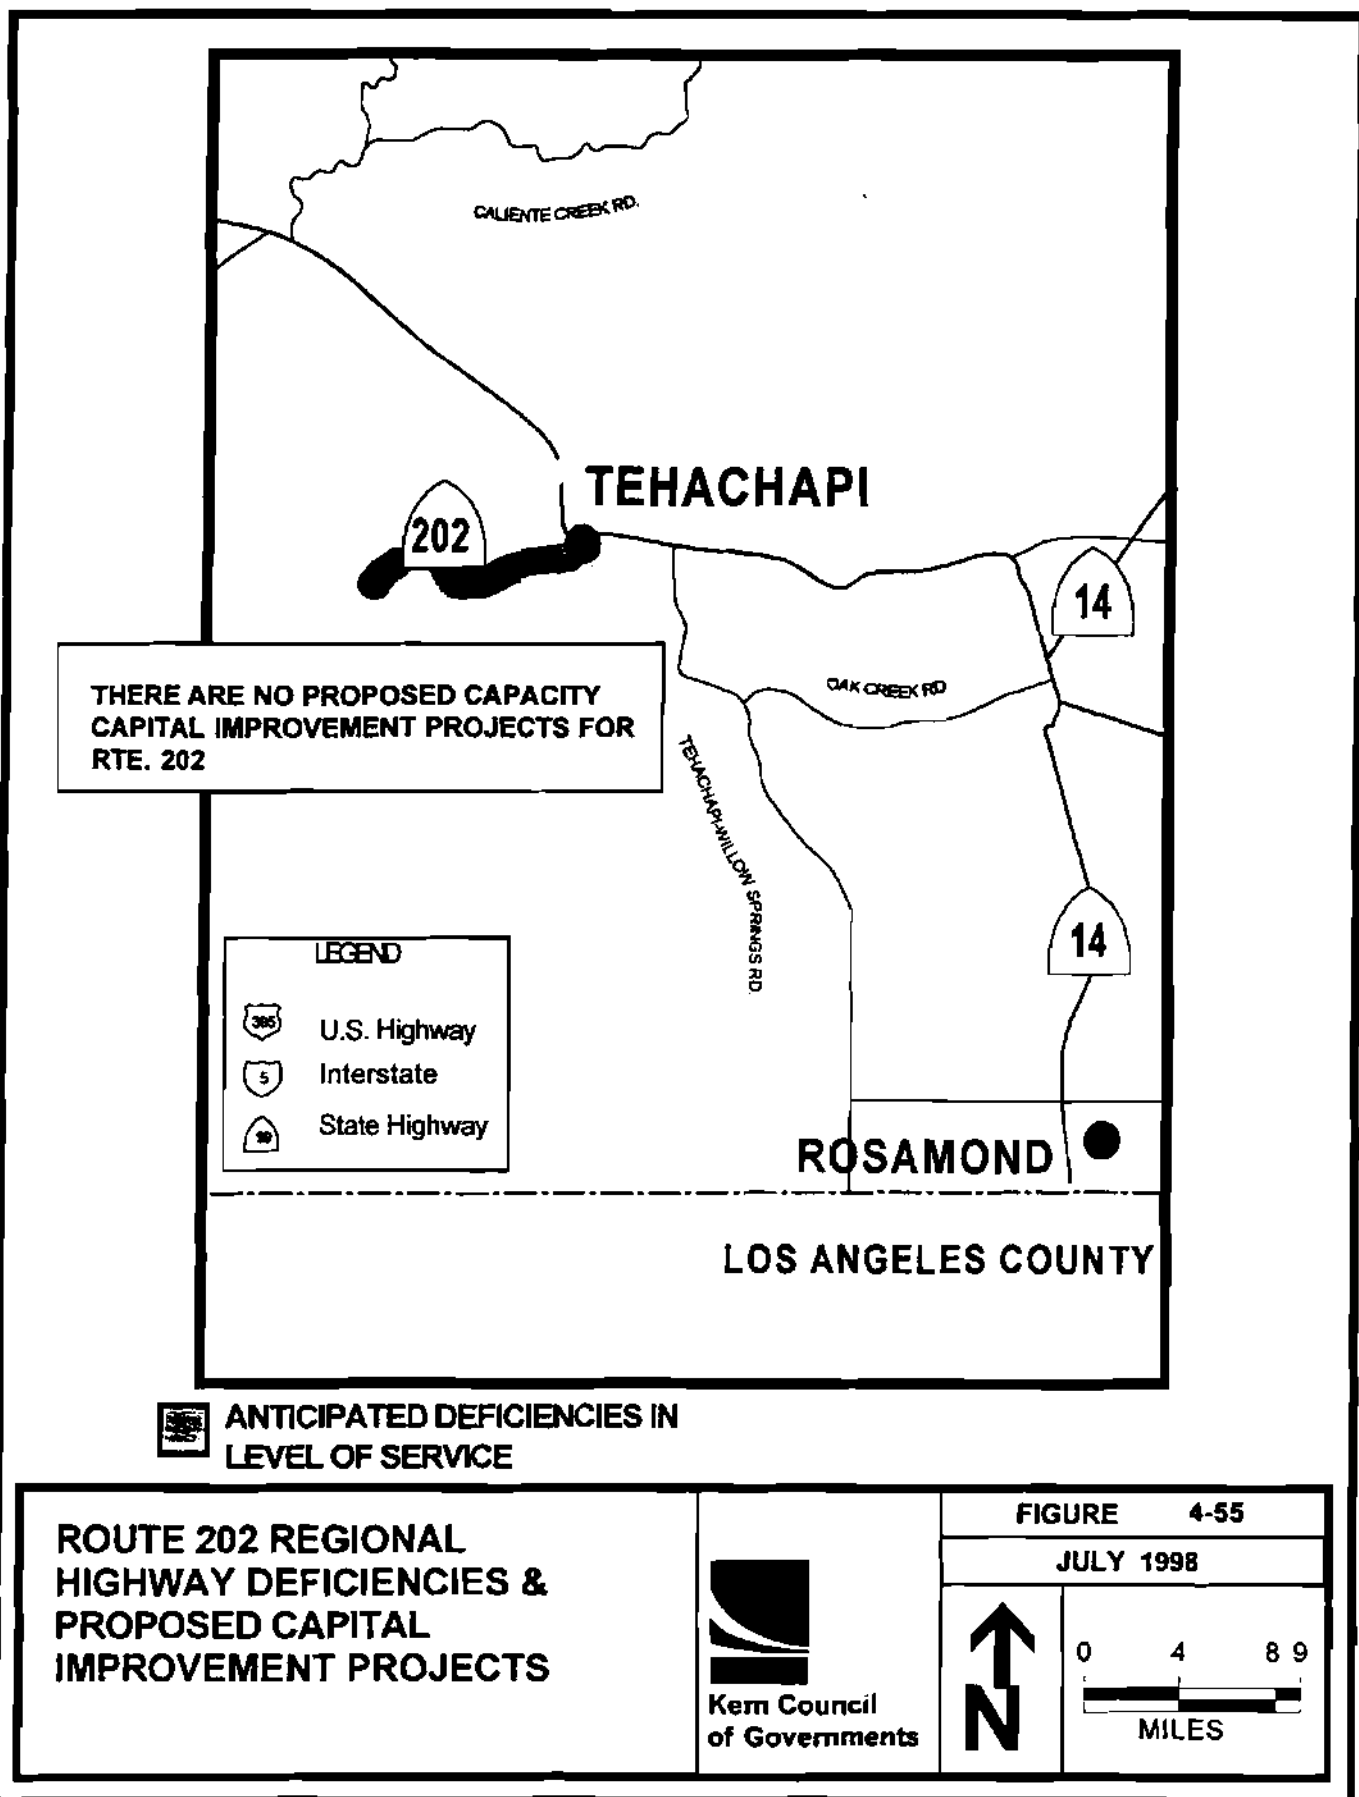 CALIENTE CREEK RD.
TEHACHAPI
202
14
THERE ARE NO PROPOSED CAPACITY
CAPITAL IMPROVEMENT PROJECTS FOR
RTE. 202
OAK CREEK RD
TEHACHAPI-WILLOW SPRINGS RD.
14
LEGEND
395
U.S. Highway
5
Interstate
State Highway
ROSAMOND
LOS ANGELES COUNTY
ANTICIPATED DEFICIENCIES IN
LEVEL OF SERVICE
ROUTE 202 REGIONAL
HIGHWAY DEFICIENCIES &
PROPOSED CAPITAL
IMPROVEMENT PROJECTS
Kern Council
of Governments
FIGURE 4-55
JULY 1998
N
0 4 8 9
MILES